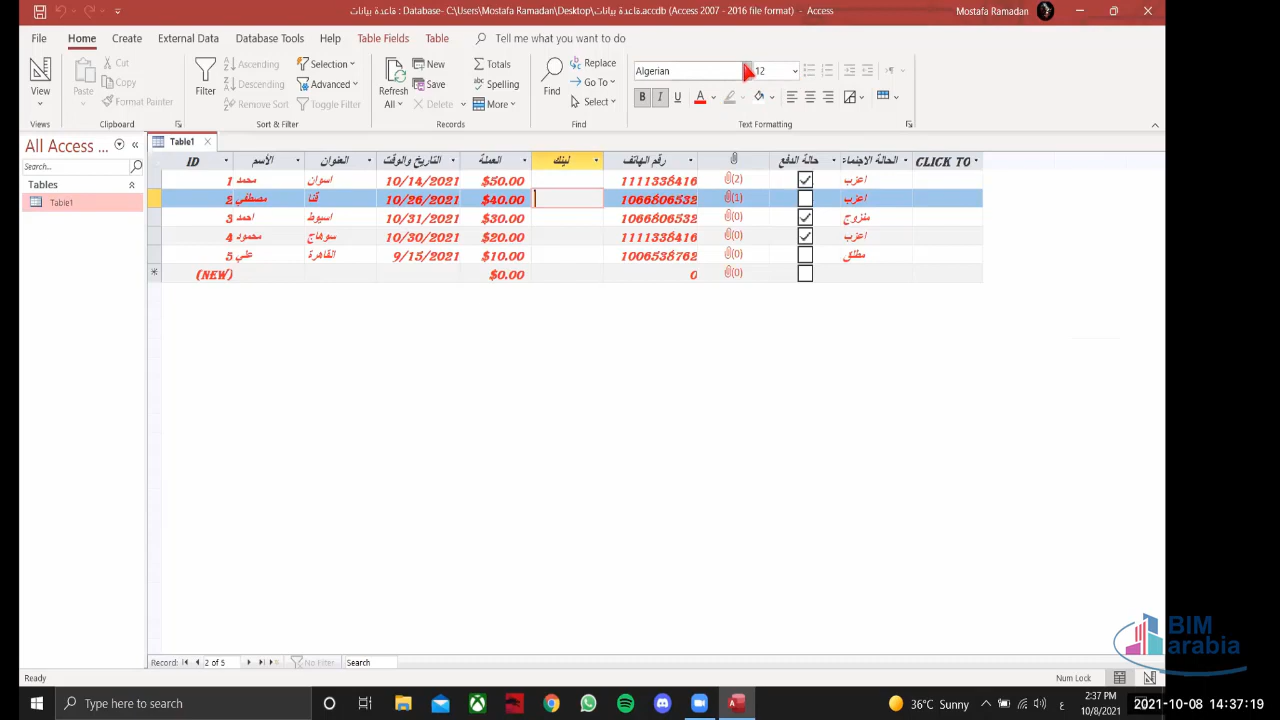 قاعدة بيانات : Database- C:\Users\Mostafa Ramadan\Desktop\قاعدة بيانات.accdb (Access 2007 - 2016 file format) - Access
Mostafa Ramadan
File Home Create External Data Database Tools Help Table Fields Table Tell me what you want to do
View
Views
Paste
Cut
Copy
Format Painter
Clipboard
Filter
Ascending
Descending
Remove Sort
Selection
Advanced
Toggle Filter
Sort & Filter
Refresh All
New
Save
Delete
Totals
Spelling
More
Records
Find
Replace
Go To
Select
Find
Algerian 12
B I U A
Text Formatting
All Access ...
Search...
Tables
Table1
Table1
ID الأسم العنوان التاريخ والوقت العملة لينك رقم الهاتف حالة الدفع الحالة الاجتماء CLICK TO
1 محمد اسوان 10/14/2021 $50.00 1111338416 (2) اعزب
2 مصطفي قنا 10/26/2021 $40.00 1066806532 (1) اعزب
3 احمد اسيوط 10/31/2021 $30.00 1066806532 (0) متزوج
4 محمود سوهاج 10/30/2021 $20.00 1111338416 (0) اعزب
5 علي القاهرة 9/15/2021 $10.00 1006538762 (0) مطلق
(NEW) $0.00 0 (0)
Record: 2 of 5 No Filter Search
Ready
Num Lock
BIM
arabia
Type here to search
36°C Sunny
ع
2:37 PM
10/8/2021
2021-10-08 14:37:19